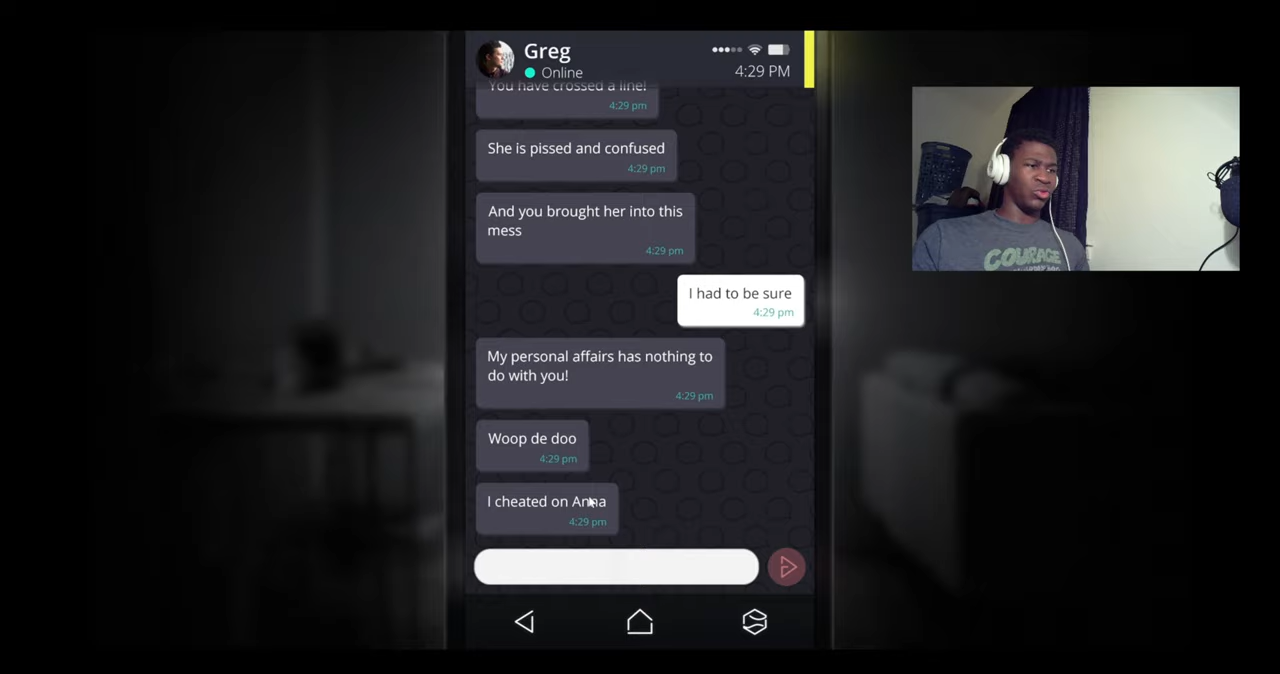 Greg
Online
4:29 PM
You have crossed a line!
4:29 pm
She is pissed and confused
4:29 pm
And you brought her into this
mess
4:29 pm
I had to be sure
4:29 pm
My personal affairs has nothing to
do with you!
4:29 pm
Woop de doo
4:29 pm
I cheated on Anna
4:29 pm
COURAGE